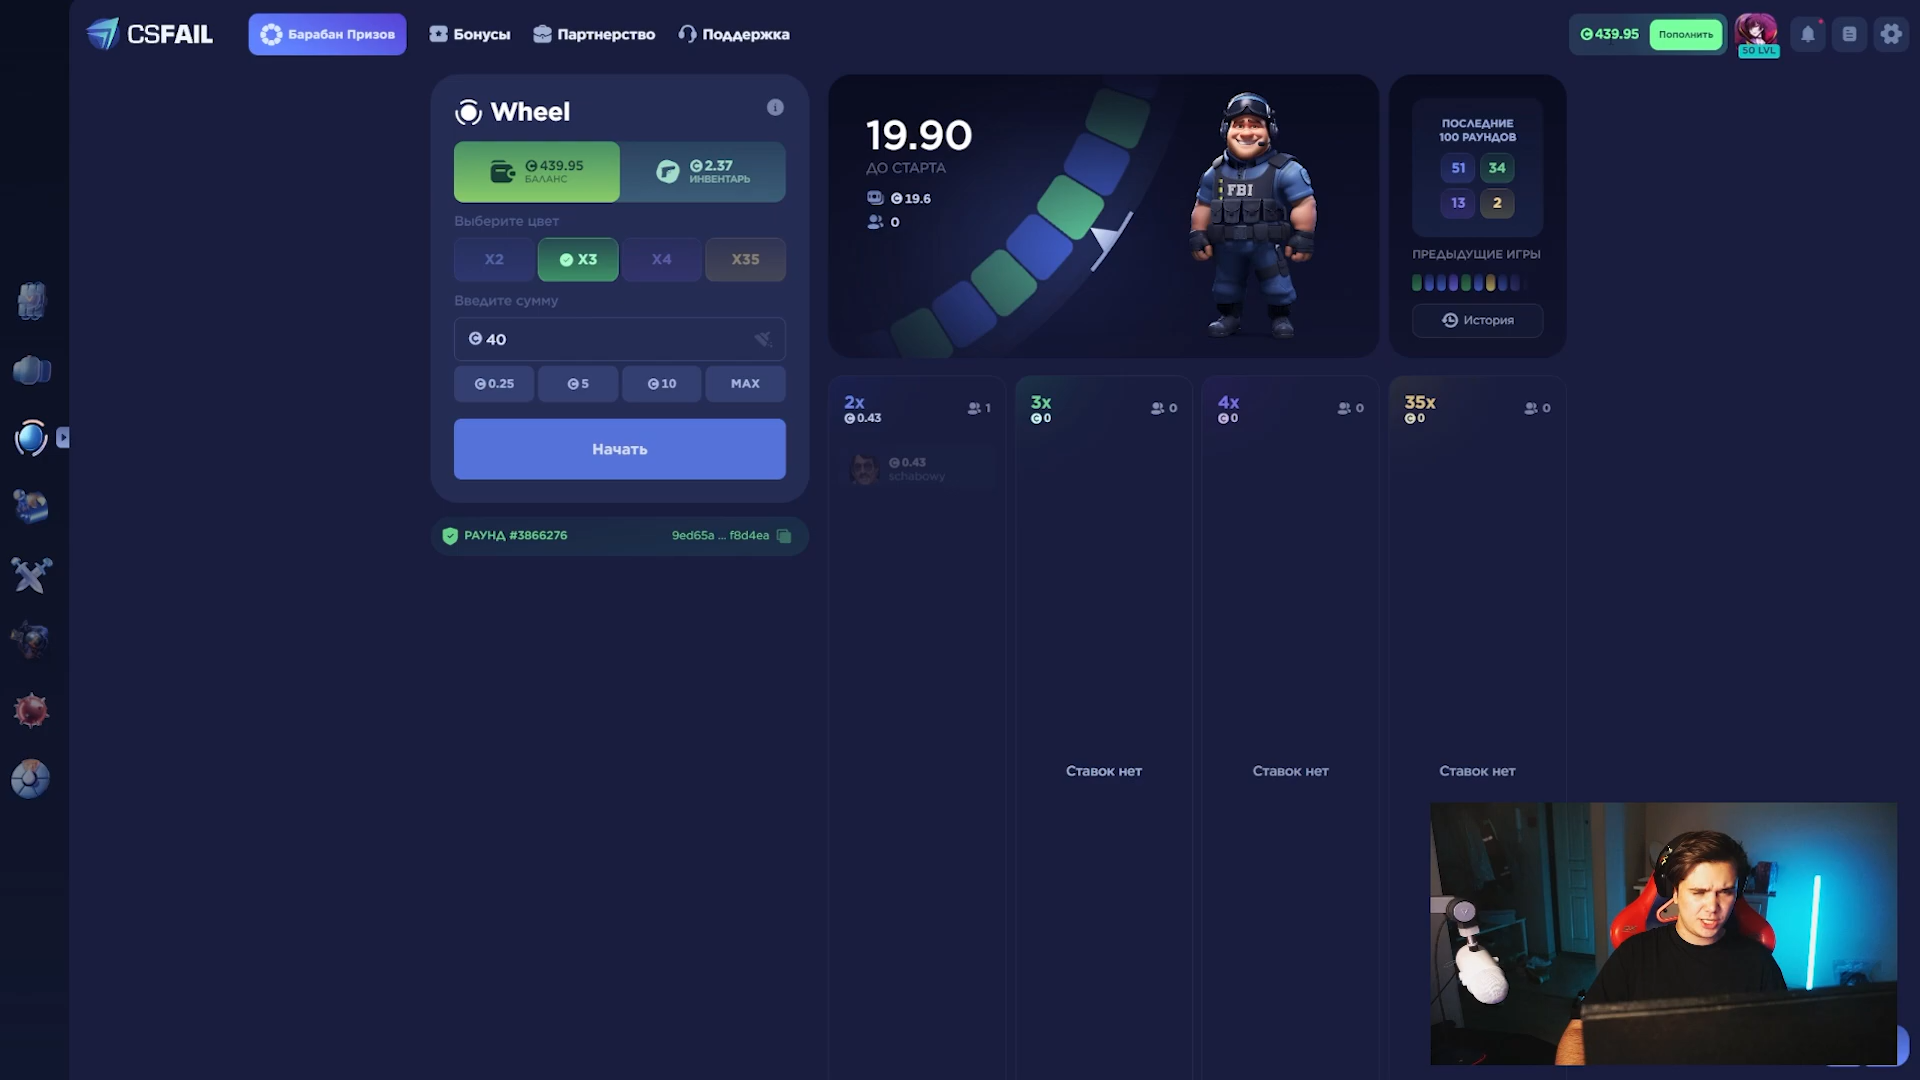 CSFAIL
Барабан Призов
Бонусы
Партнерство
Поддержка
439.95
Пополнить
50 LVL
Wheel
439.95
БАЛАНС
2.37
ИНВЕНТАРЬ
Выберите цвет
X2
X3
X4
X35
Введите сумму
40
0.25
5
10
MAX
Начать
РАУНД #3866276
9ed65a ... f8d4ea
19.90
ДО СТАРТА
19.6
0
FBI
ПОСЛЕДНИЕ
100 РАУНДОВ
51
34
13
2
ПРЕДЫДУЩИЕ ИГРЫ
История
2x
0.43
1
0.43
schabowy
3x
0
0
Ставок нет
4x
0
0
Ставок нет
35x
0
0
Ставок нет